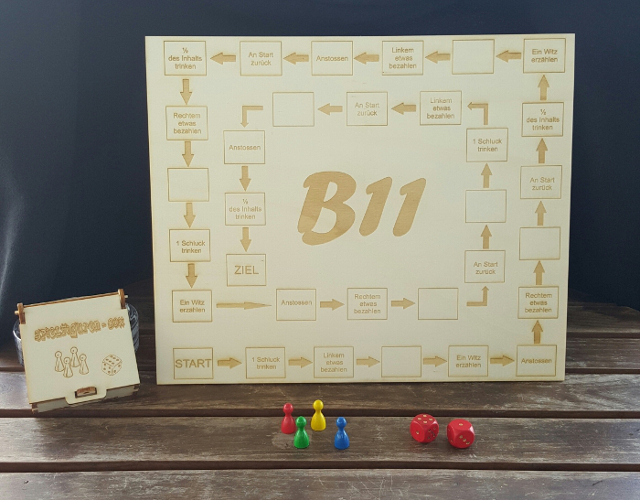 ½
des Inhalts
trinken
An Start
zurück
Anstossen
Linkem
etwas
bezahlen
Ein Witz
erzählen
Rechtem
etwas
bezahlen
An Start
zurück
Linkem
etwas
bezahlen
½
des Inhalts
trinken
Anstossen
1 Schluck
trinken
An Start
zurück
½
des Inhalts
trinken
B11
1 Schluck
trinken
ZIEL
An Start
zurück
Ein Witz
erzählen
Anstossen
Rechtem
etwas
bezahlen
Rechtem
etwas
bezahlen
START
1 Schluck
trinken
Linkem
etwas
bezahlen
Ein Witz
erzählen
Anstossen